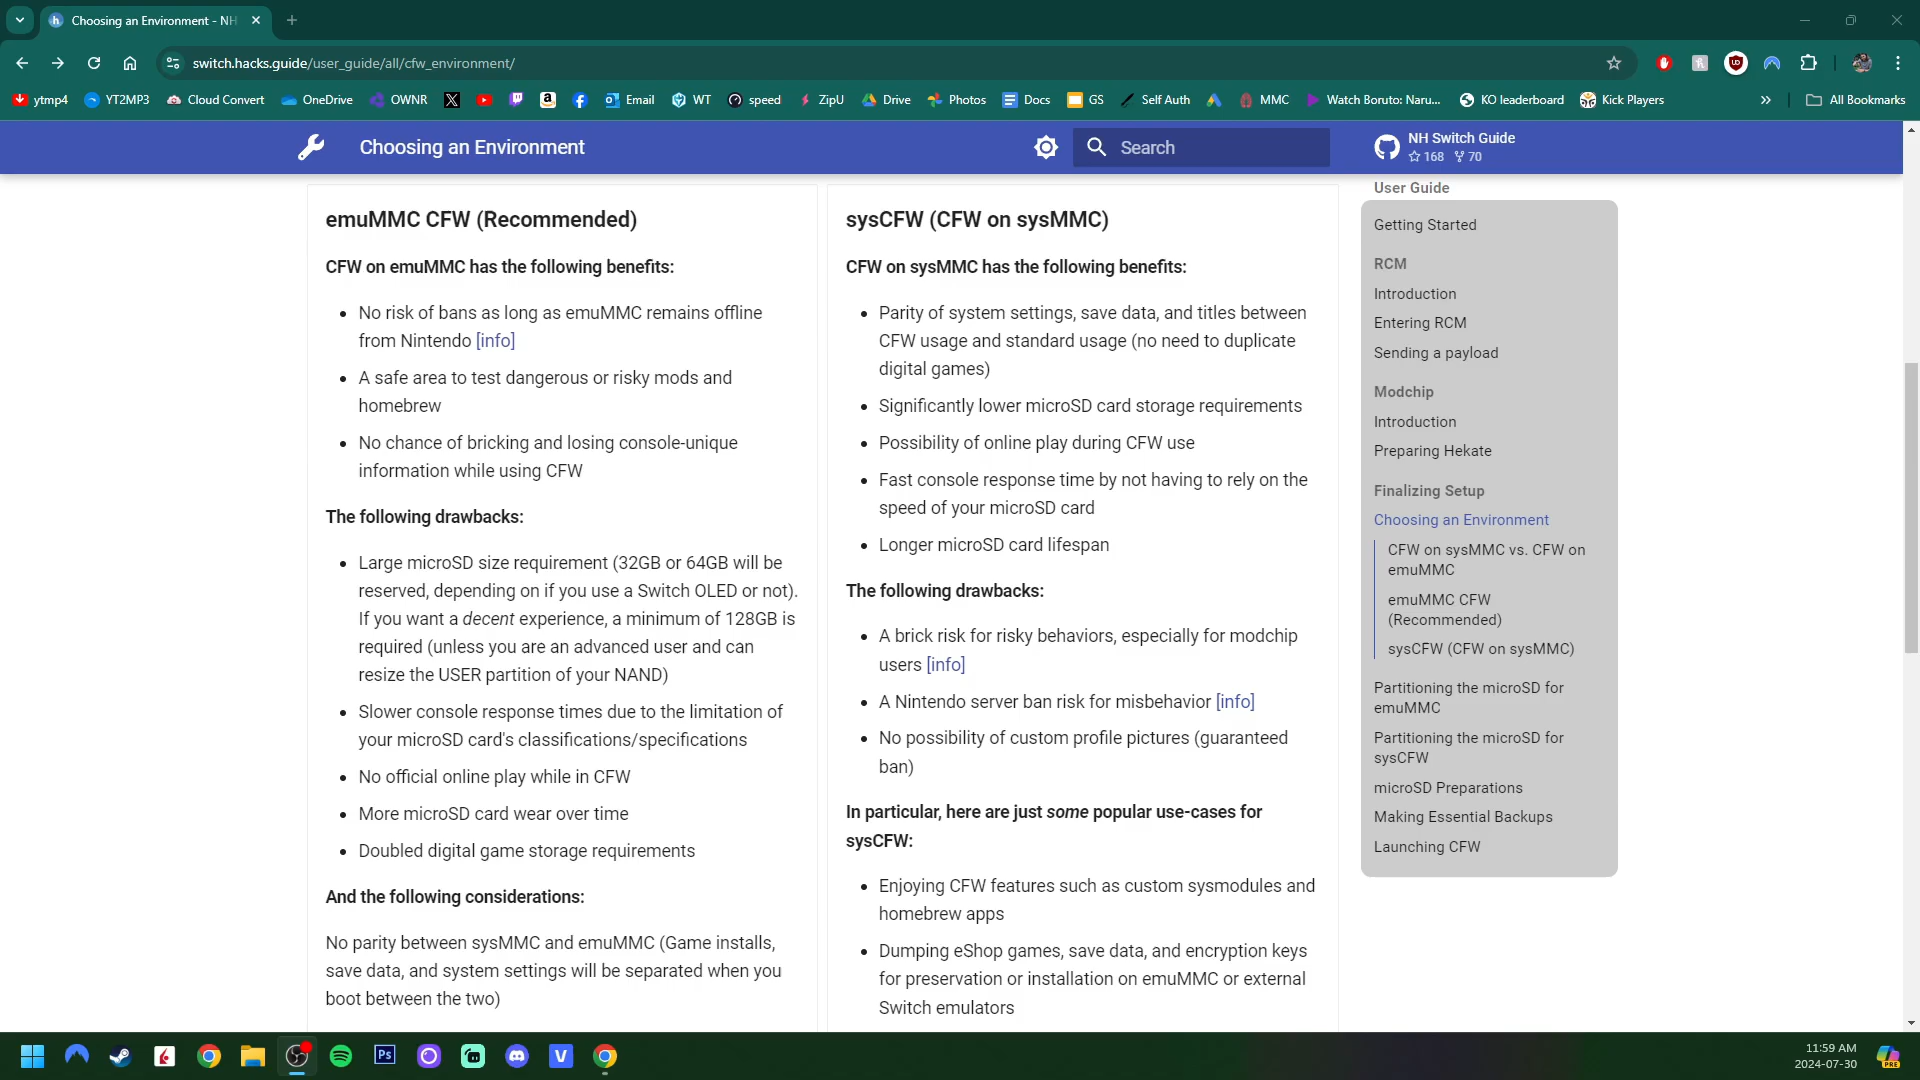 Choosing an Environment - NH
switch.hacks.guide/user_guide/all/cfw_environment/
ytmp4
YT2MP3
Cloud Convert
OneDrive
OWNR
Email
WT
speed
ZipU
Drive
Photos
Docs
GS
Self Auth
MMC
Watch Boruto: Naru...
KO leaderboard
Kick Players
All Bookmarks
Choosing an Environment
Search
NH Switch Guide
168
70
emuMMC CFW (Recommended)
CFW on emuMMC has the following benefits:
No risk of bans as long as emuMMC remains offline
from Nintendo [info]
A safe area to test dangerous or risky mods and
homebrew
No chance of bricking and losing console-unique
information while using CFW
The following drawbacks:
Large microSD size requirement (32GB or 64GB will be
reserved, depending on if you use a Switch OLED or not).
If you want a decent experience, a minimum of 128GB is
required (unless you are an advanced user and can
resize the USER partition of your NAND)
Slower console response times due to the limitation of
your microSD card's classifications/specifications
No official online play while in CFW
More microSD card wear over time
Doubled digital game storage requirements
And the following considerations:
No parity between sysMMC and emuMMC (Game installs,
save data, and system settings will be separated when you
boot between the two)
sysCFW (CFW on sysMMC)
CFW on sysMMC has the following benefits:
Parity of system settings, save data, and titles between
CFW usage and standard usage (no need to duplicate
digital games)
Significantly lower microSD card storage requirements
Possibility of online play during CFW use
Fast console response time by not having to rely on the
speed of your microSD card
Longer microSD card lifespan
The following drawbacks:
A brick risk for risky behaviors, especially for modchip
users [info]
A Nintendo server ban risk for misbehavior [info]
No possibility of custom profile pictures (guaranteed
ban)
In particular, here are just some popular use-cases for
sysCFW:
Enjoying CFW features such as custom sysmodules and
homebrew apps
Dumping eShop games, save data, and encryption keys
for preservation or installation on emuMMC or external
Switch emulators
User Guide
Getting Started
RCM
Introduction
Entering RCM
Sending a payload
Modchip
Introduction
Preparing Hekate
Finalizing Setup
Choosing an Environment
CFW on sysMMC vs. CFW on
emuMMC
emuMMC CFW
(Recommended)
sysCFW (CFW on sysMMC)
Partitioning the microSD for
emuMMC
Partitioning the microSD for
sysCFW
microSD Preparations
Making Essential Backups
Launching CFW
Ps
V
11:59 AM
2024-07-30
PRE